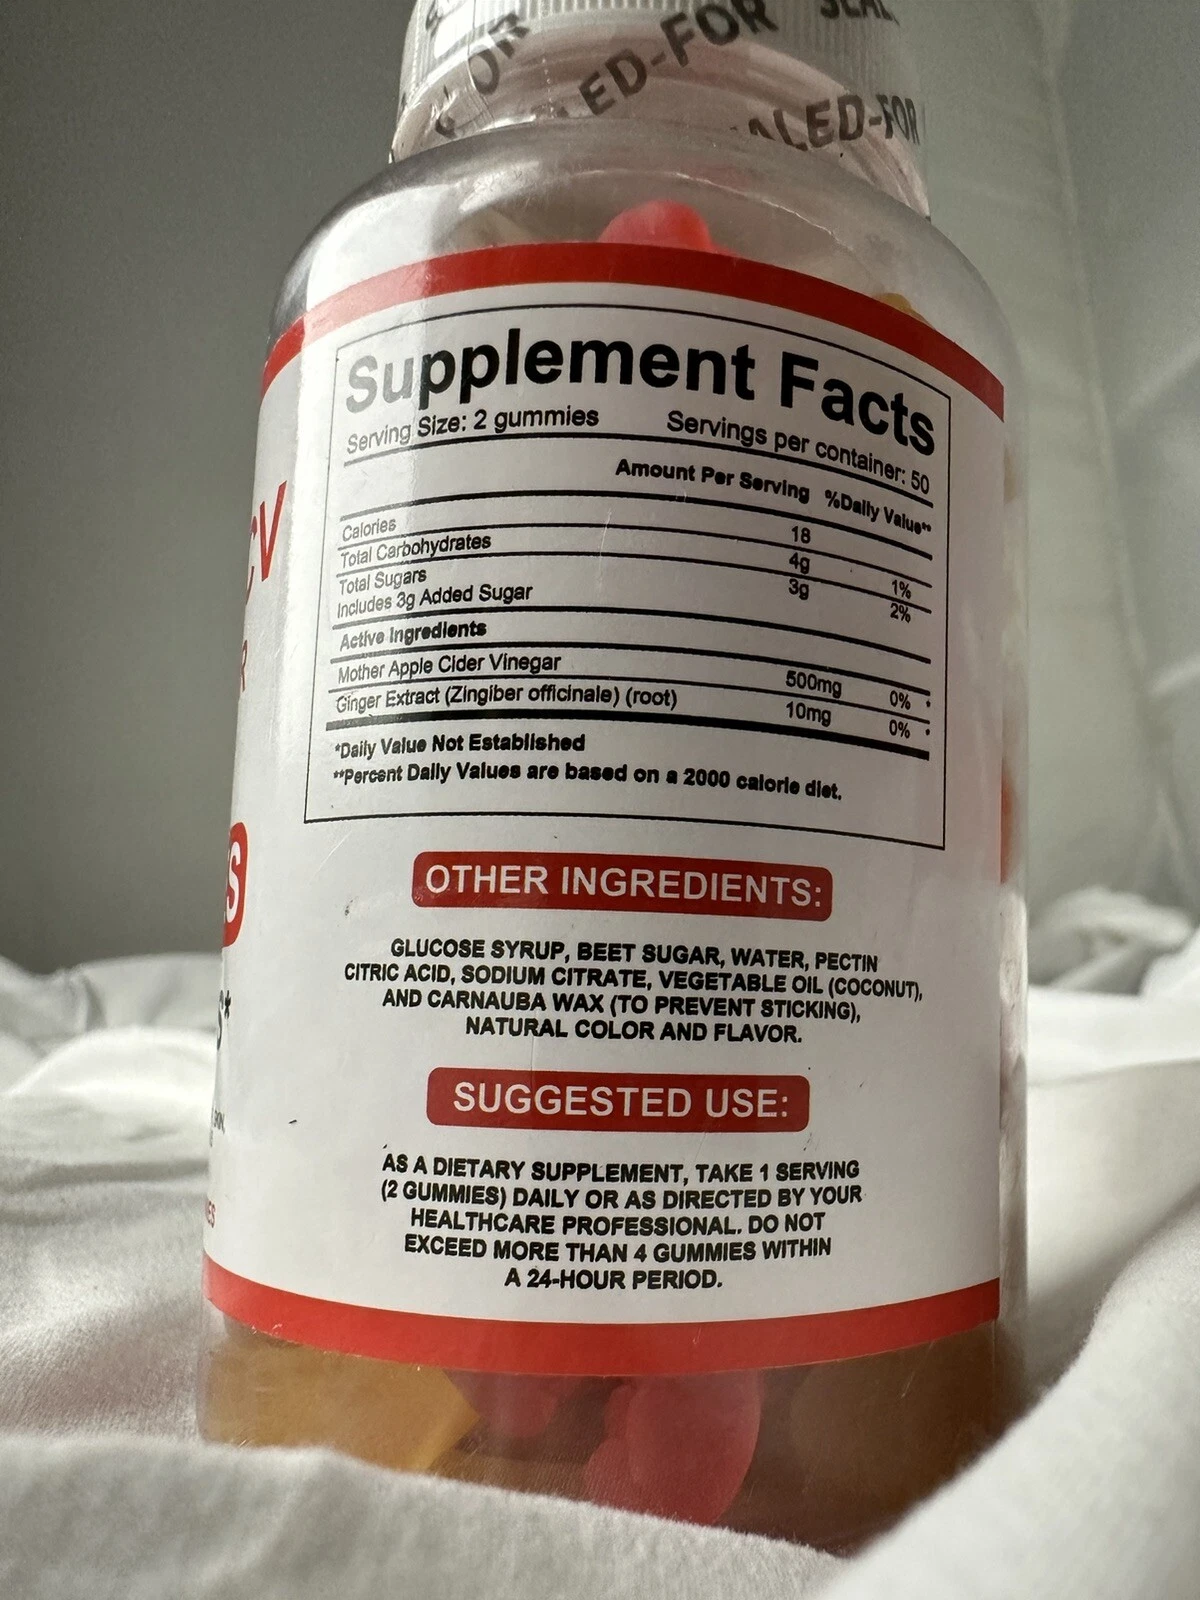 ED-FOR
ALED-FOR
Supplement Facts
Serving Size: 2 gummies Servings per container: 50
Amount Per Serving %Daily Value**
Calories 18
Total Carbohydrates 4g 1%
Total Sugars 3g 2%
Includes 3g Added Sugar
Active Ingredients
Mother Apple Cider Vinegar 500mg 0% *
Ginger Extract (Zingiber officinale) (root) 10mg 0% *
*Daily Value Not Established
**Percent Daily Values are based on a 2000 calorie diet.
OTHER INGREDIENTS:
GLUCOSE SYRUP, BEET SUGAR, WATER, PECTIN
CITRIC ACID, SODIUM CITRATE, VEGETABLE OIL (COCONUT),
AND CARNAUBA WAX (TO PREVENT STICKING),
NATURAL COLOR AND FLAVOR.
SUGGESTED USE:
AS A DIETARY SUPPLEMENT, TAKE 1 SERVING
(2 GUMMIES) DAILY OR AS DIRECTED BY YOUR
HEALTHCARE PROFESSIONAL. DO NOT
EXCEED MORE THAN 4 GUMMIES WITHIN
A 24-HOUR PERIOD.